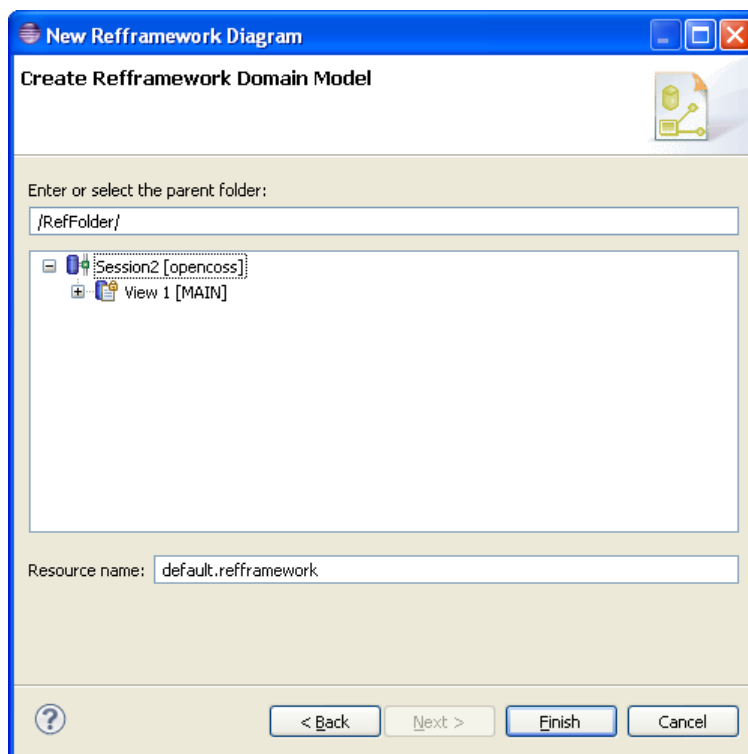 New Refframework Diagram
Create Refframework Domain Model
Enter or select the parent folder:
/RefFolder/
Session2 [opencoss]
View 1 [MAIN]
Resource name: default.refframework
? < Back Next > Finish Cancel